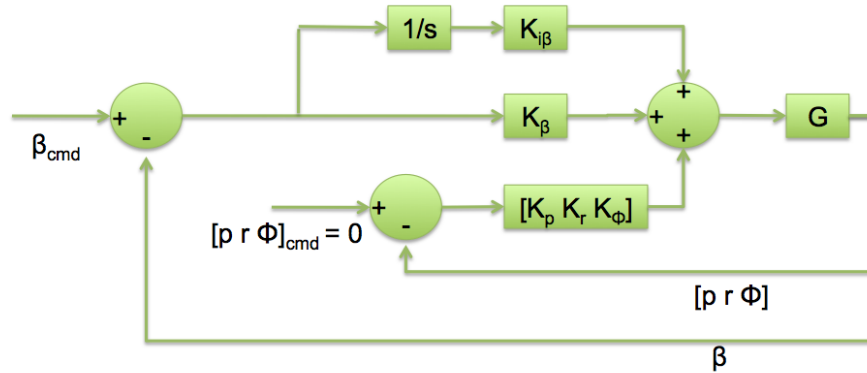 1/s
K_iβ
+
+
-
β_cmd
K_β
+
+
G
+
-
[p r Φ]_cmd = 0
[K_p K_r K_Φ]
[p r Φ]
β